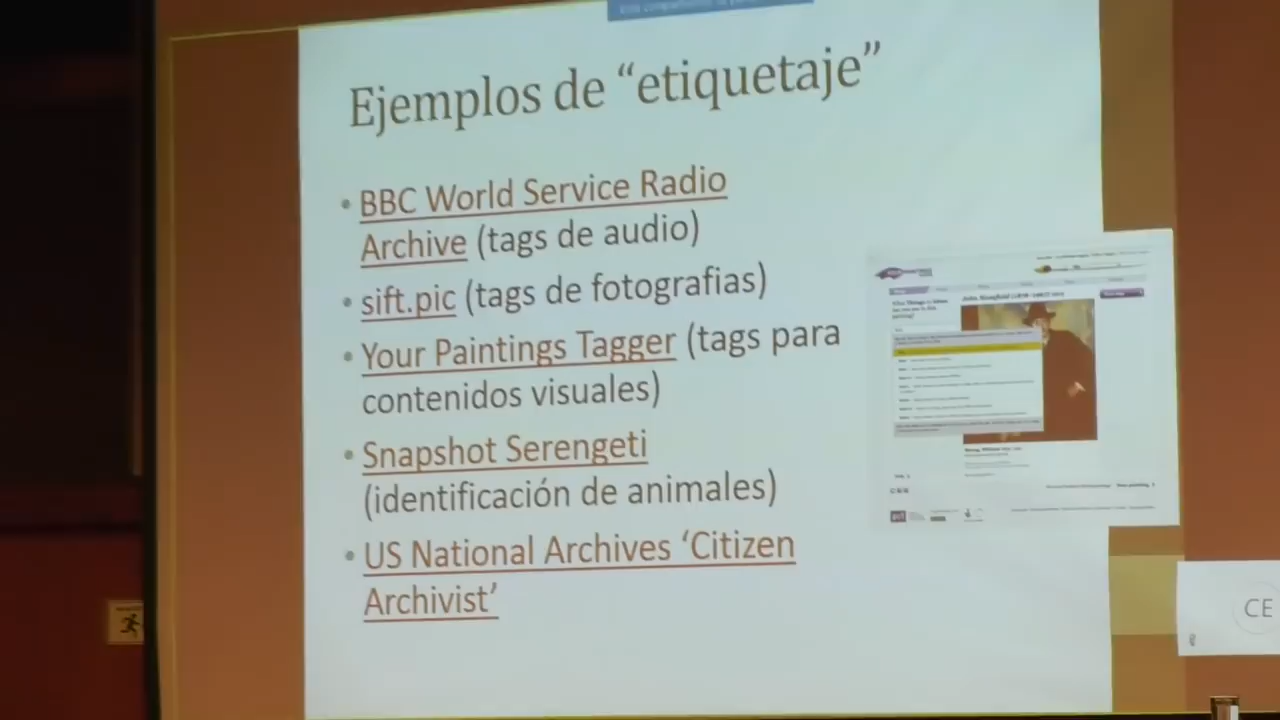 Ejemplos de “etiquetaje”
• BBC World Service Radio
Archive (tags de audio)
• sift.pic (tags de fotografias)
• Your Paintings Tagger (tags para
contenidos visuales)
• Snapshot Serengeti
(identificación de animales)
• US National Archives ‘Citizen
Archivist’
CE